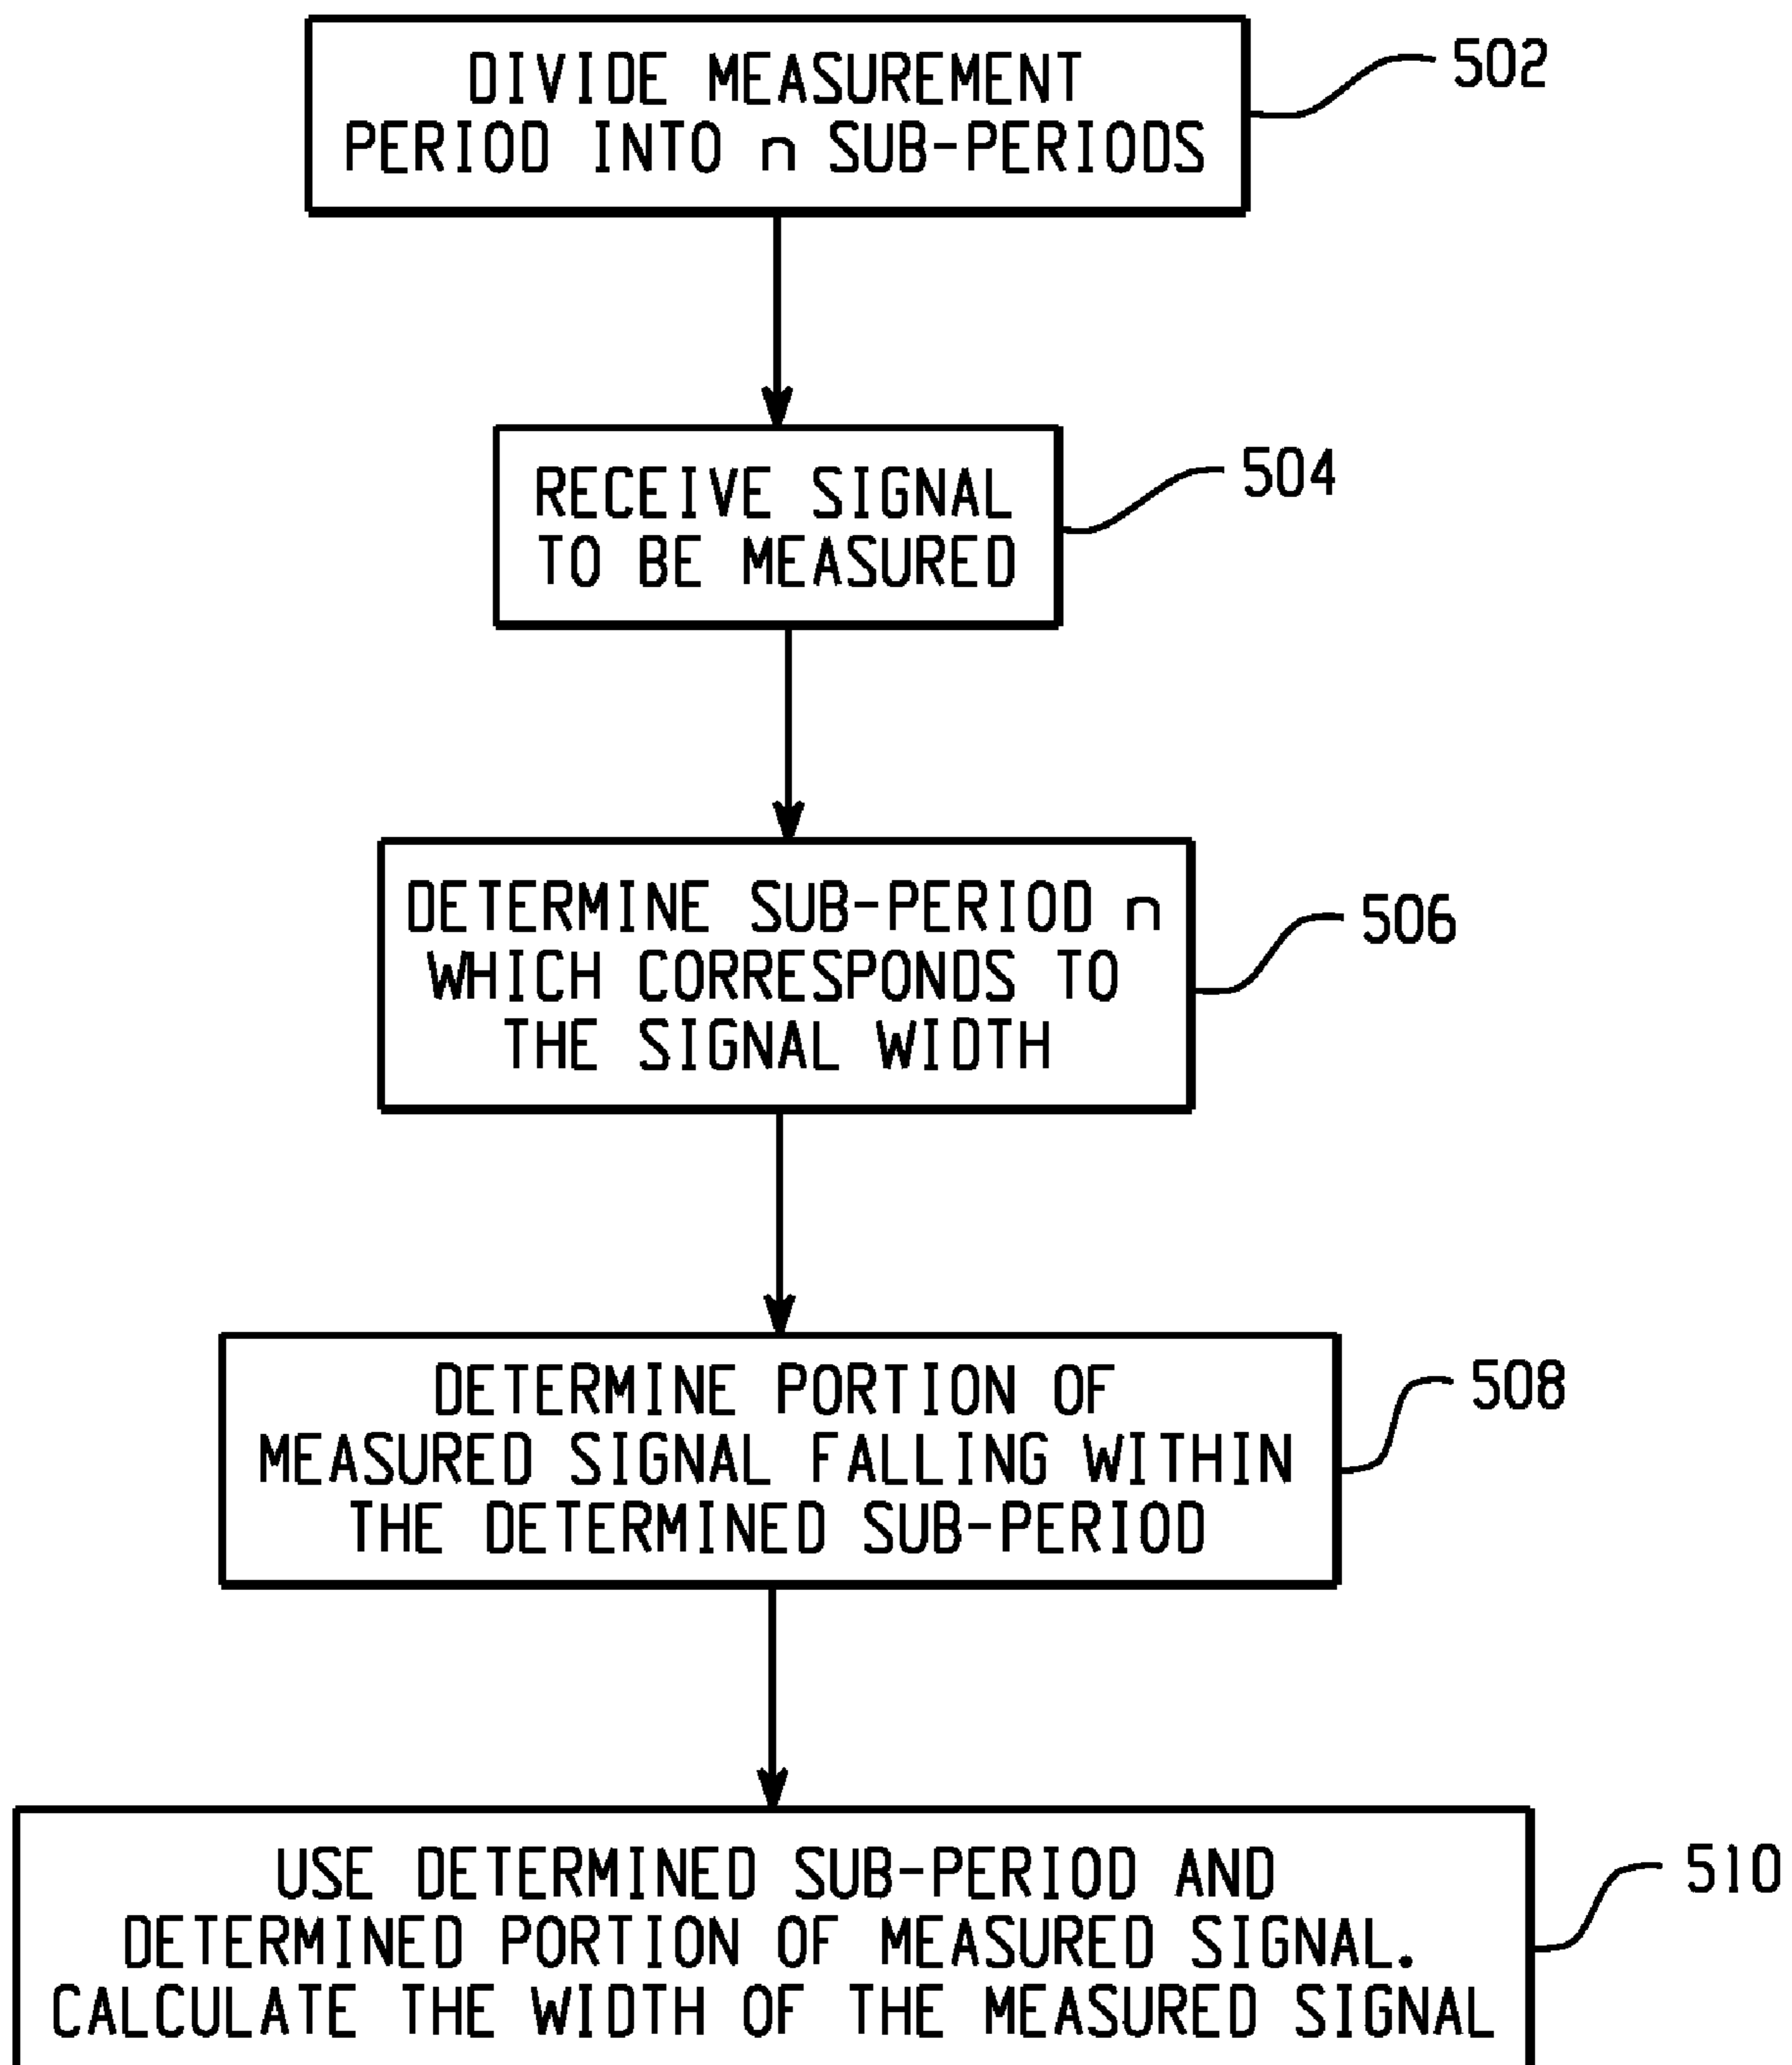 DIVIDE MEASUREMENT
PERIOD INTO n SUB-PERIODS
502
RECEIVE SIGNAL
TO BE MEASURED
504
DETERMINE SUB-PERIOD n
WHICH CORRESPONDS TO
THE SIGNAL WIDTH
506
DETERMINE PORTION OF
MEASURED SIGNAL FALLING WITHIN
THE DETERMINED SUB-PERIOD
508
USE DETERMINED SUB-PERIOD AND
DETERMINED PORTION OF MEASURED SIGNAL.
CALCULATE THE WIDTH OF THE MEASURED SIGNAL
510